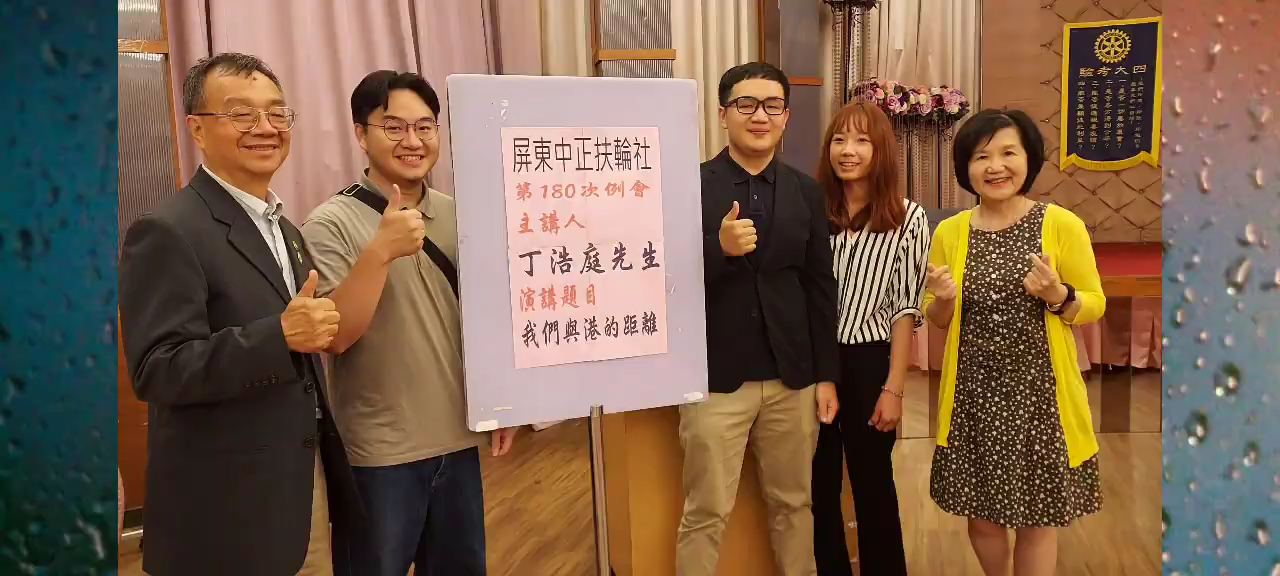 屏東中正扶輪社
第180次例會
主講人
丁浩庭先生
演講題目
我們與港的距離
四大考驗